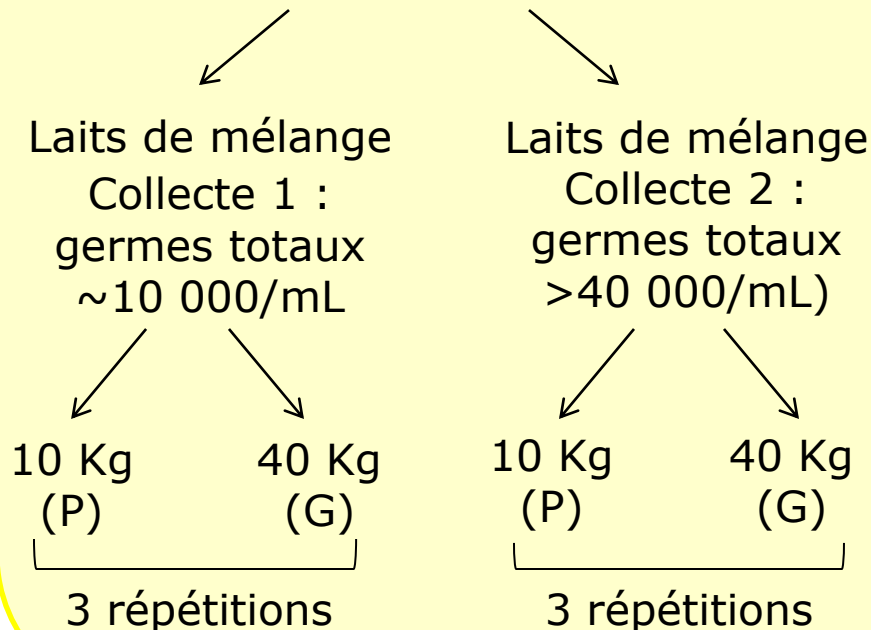 Laits de mélange
Collecte 1 :
germes totaux
~10 000/mL
Laits de mélange
Collecte 2 :
germes totaux
>40 000/mL)
10 Kg
(P)
40 Kg
(G)
10 Kg
(P)
40 Kg
(G)
3 répétitions
3 répétitions